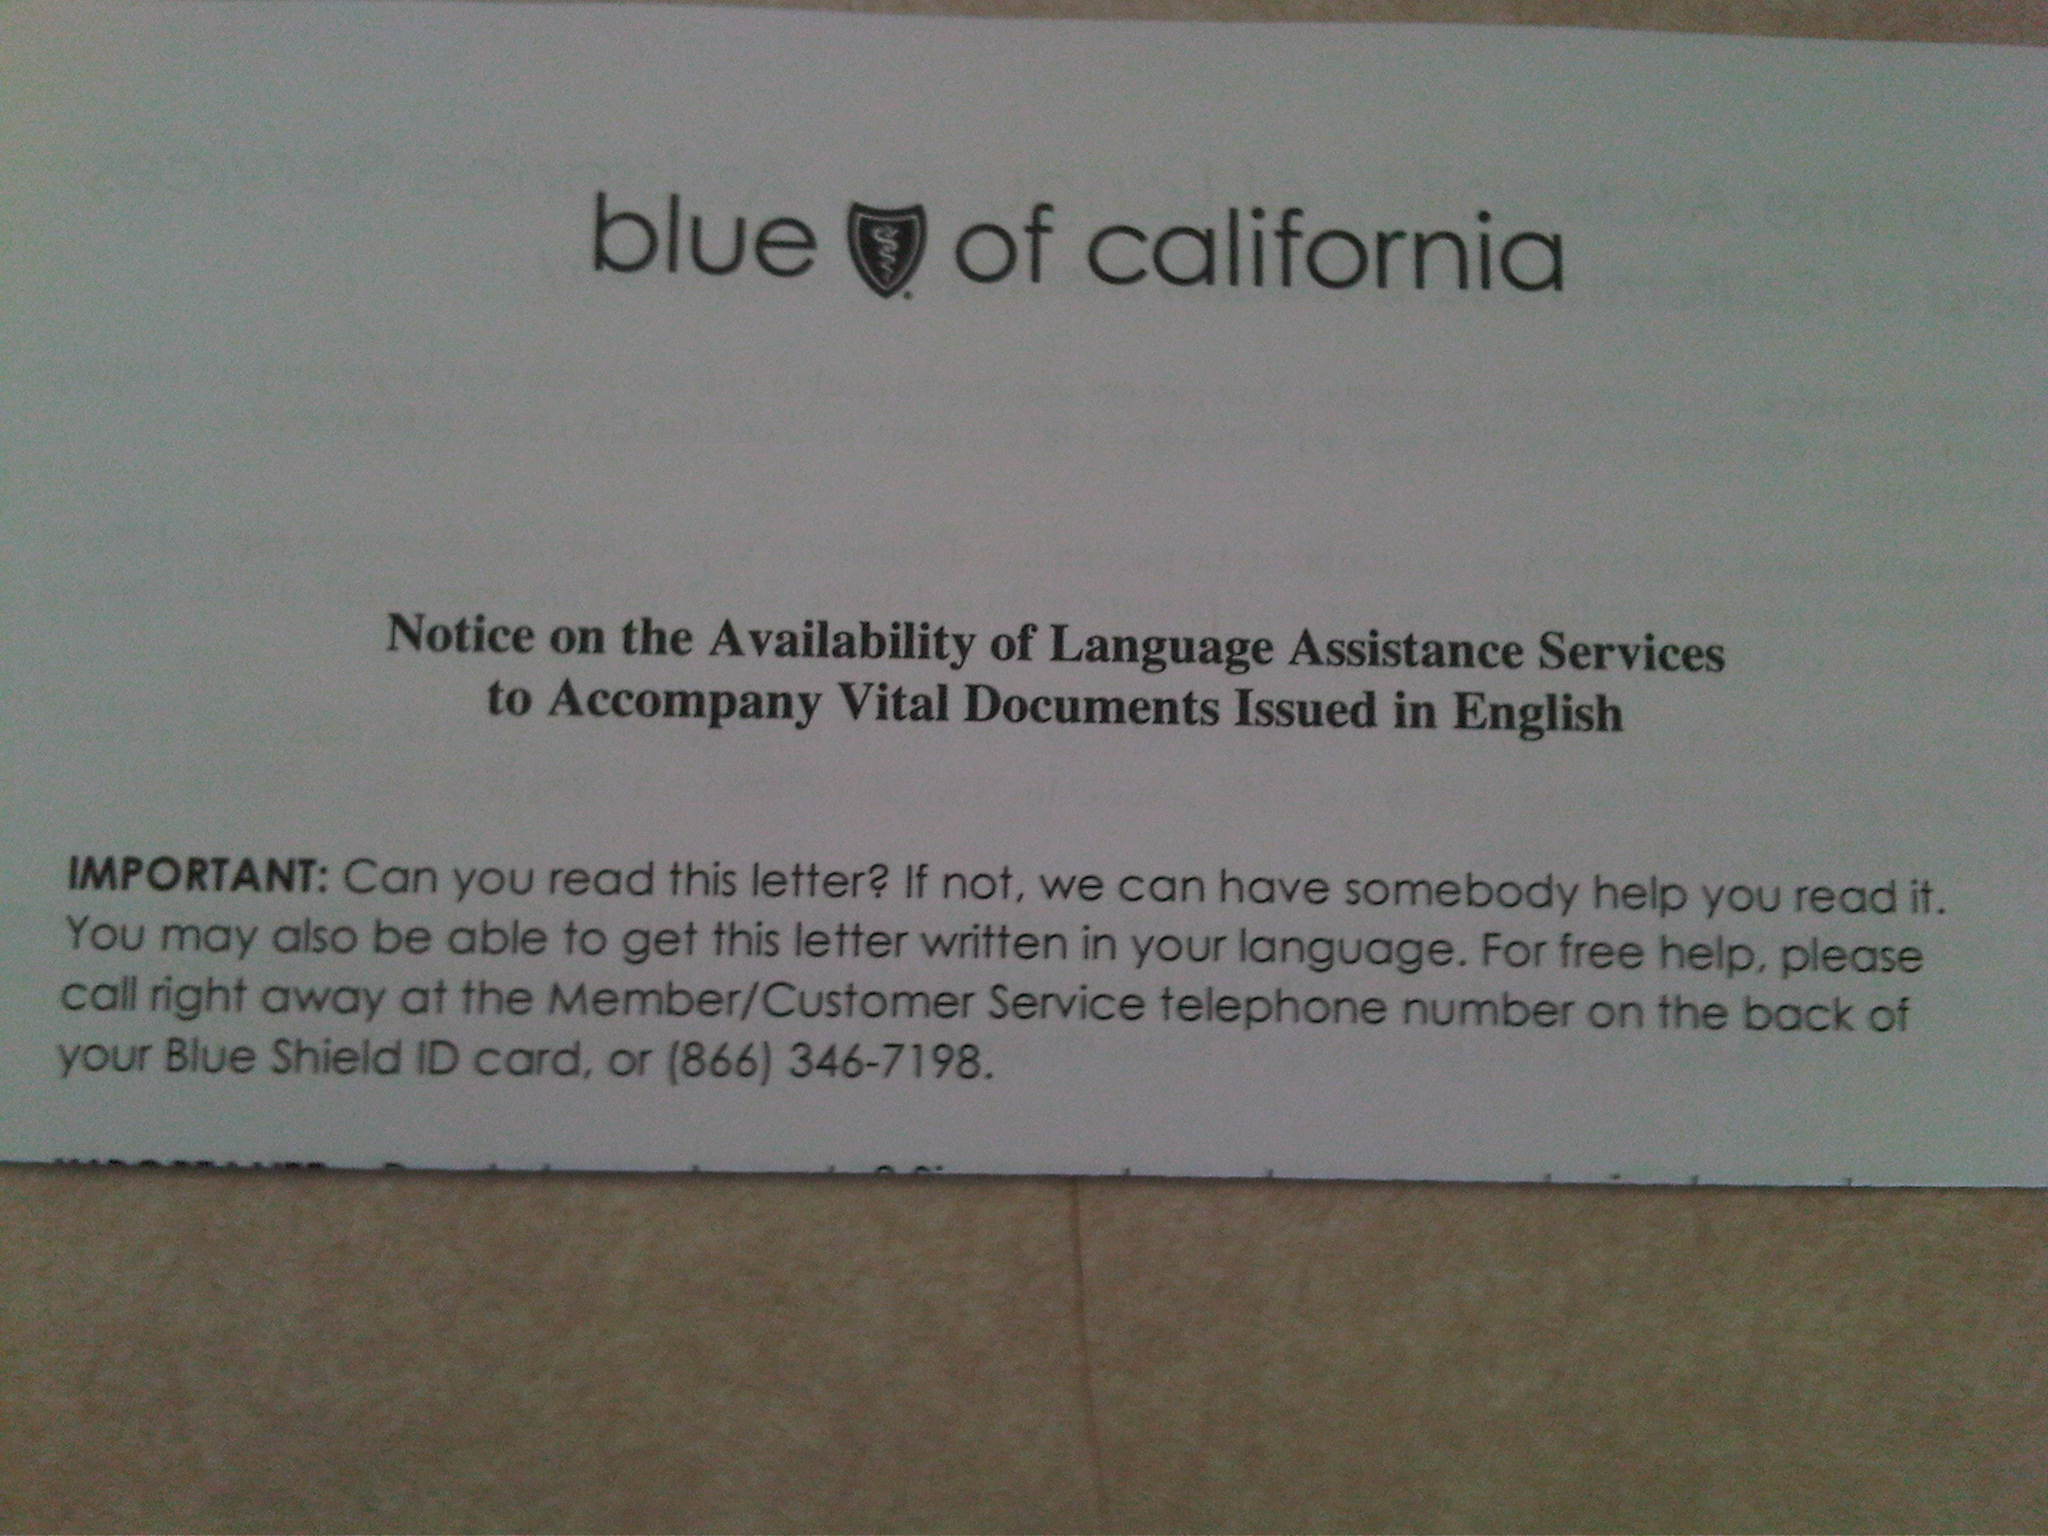 blue of california
Notice on the Availability of Language Assistance Services
to Accompany Vital Documents Issued in English
IMPORTANT: Can you read this letter? If not, we can have somebody help you read it.
You may also be able to get this letter written in your language. For free help, please
call right away at the Member/Customer Service telephone number on the back of
your Blue Shield ID card, or (866) 346-7198.